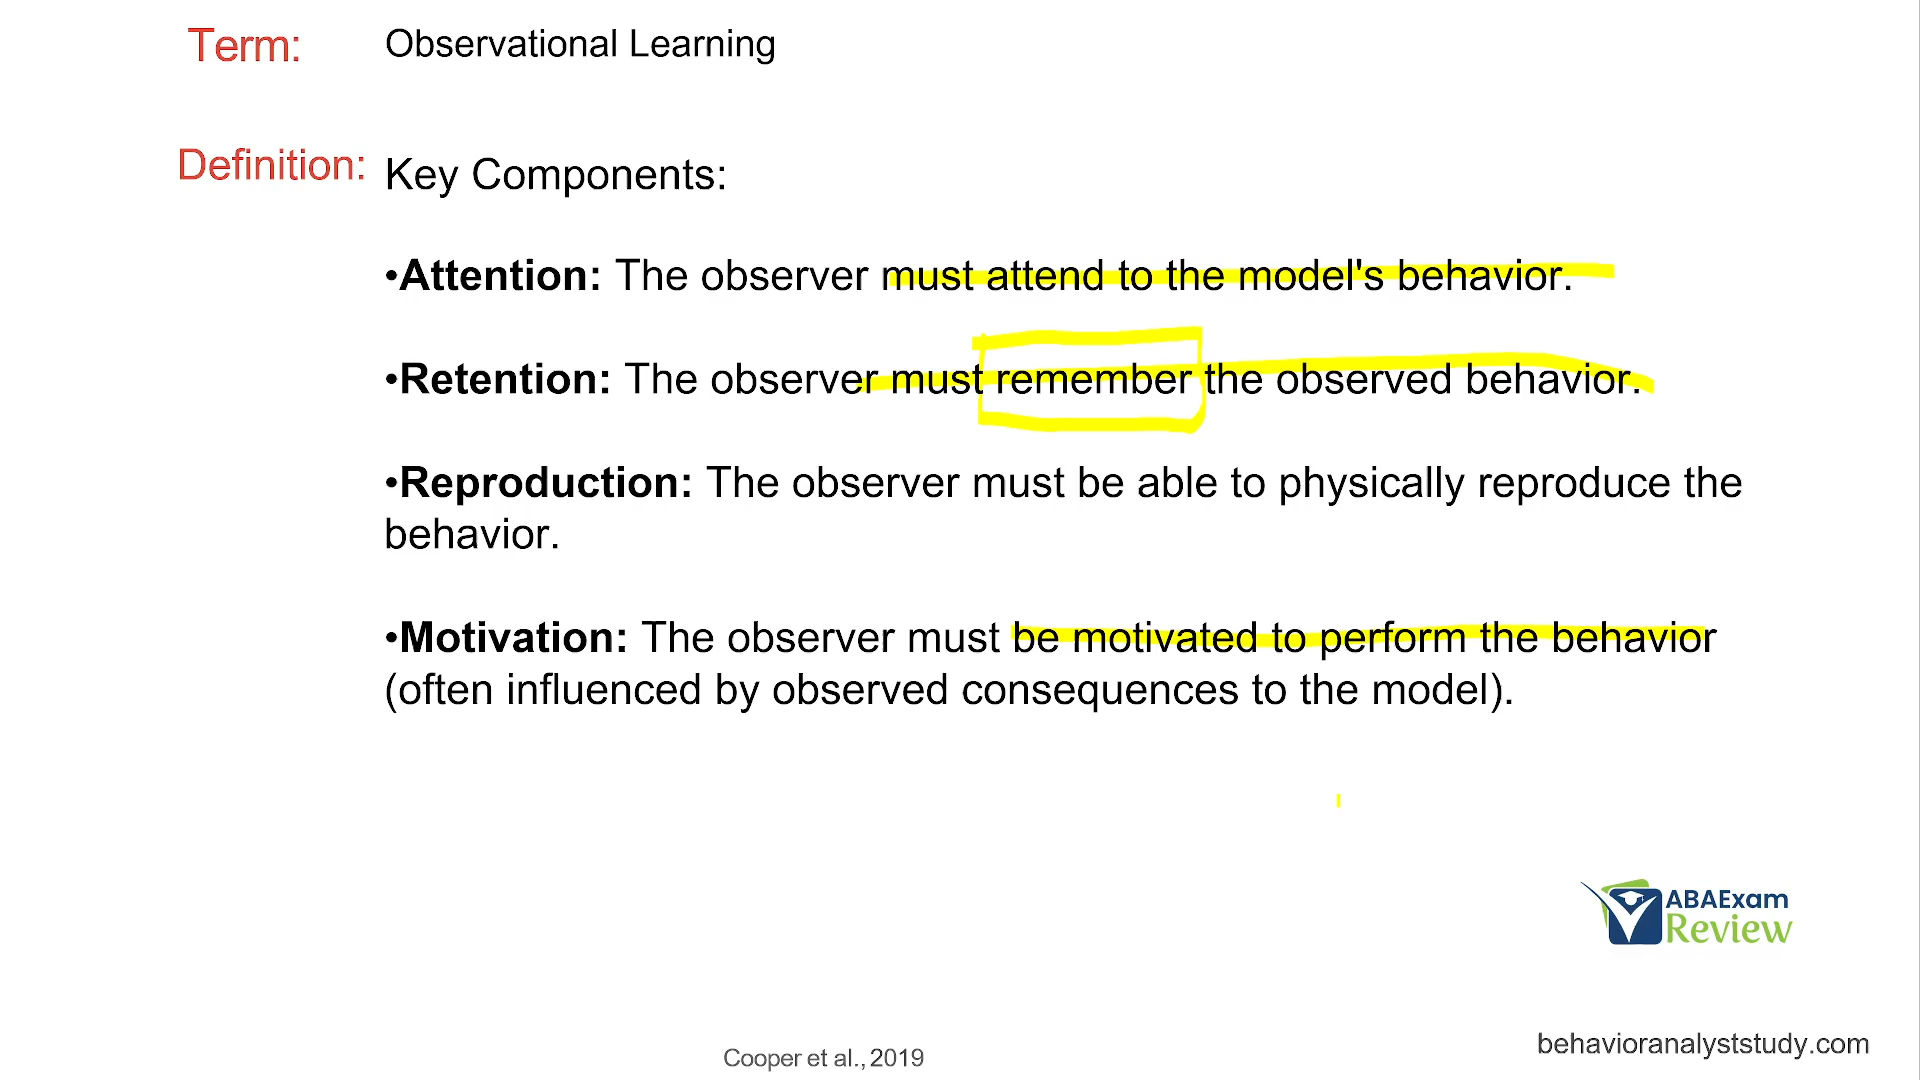 Term: Observational Learning
Definition: Key Components:
•Attention: The observer must attend to the model's behavior.
•Retention: The observer must remember the observed behavior.
•Reproduction: The observer must be able to physically reproduce the
behavior.
•Motivation: The observer must be motivated to perform the behavior
(often influenced by observed consequences to the model).
ABAExam
Review
behavioranalyststudy.com
Cooper et al., 2019